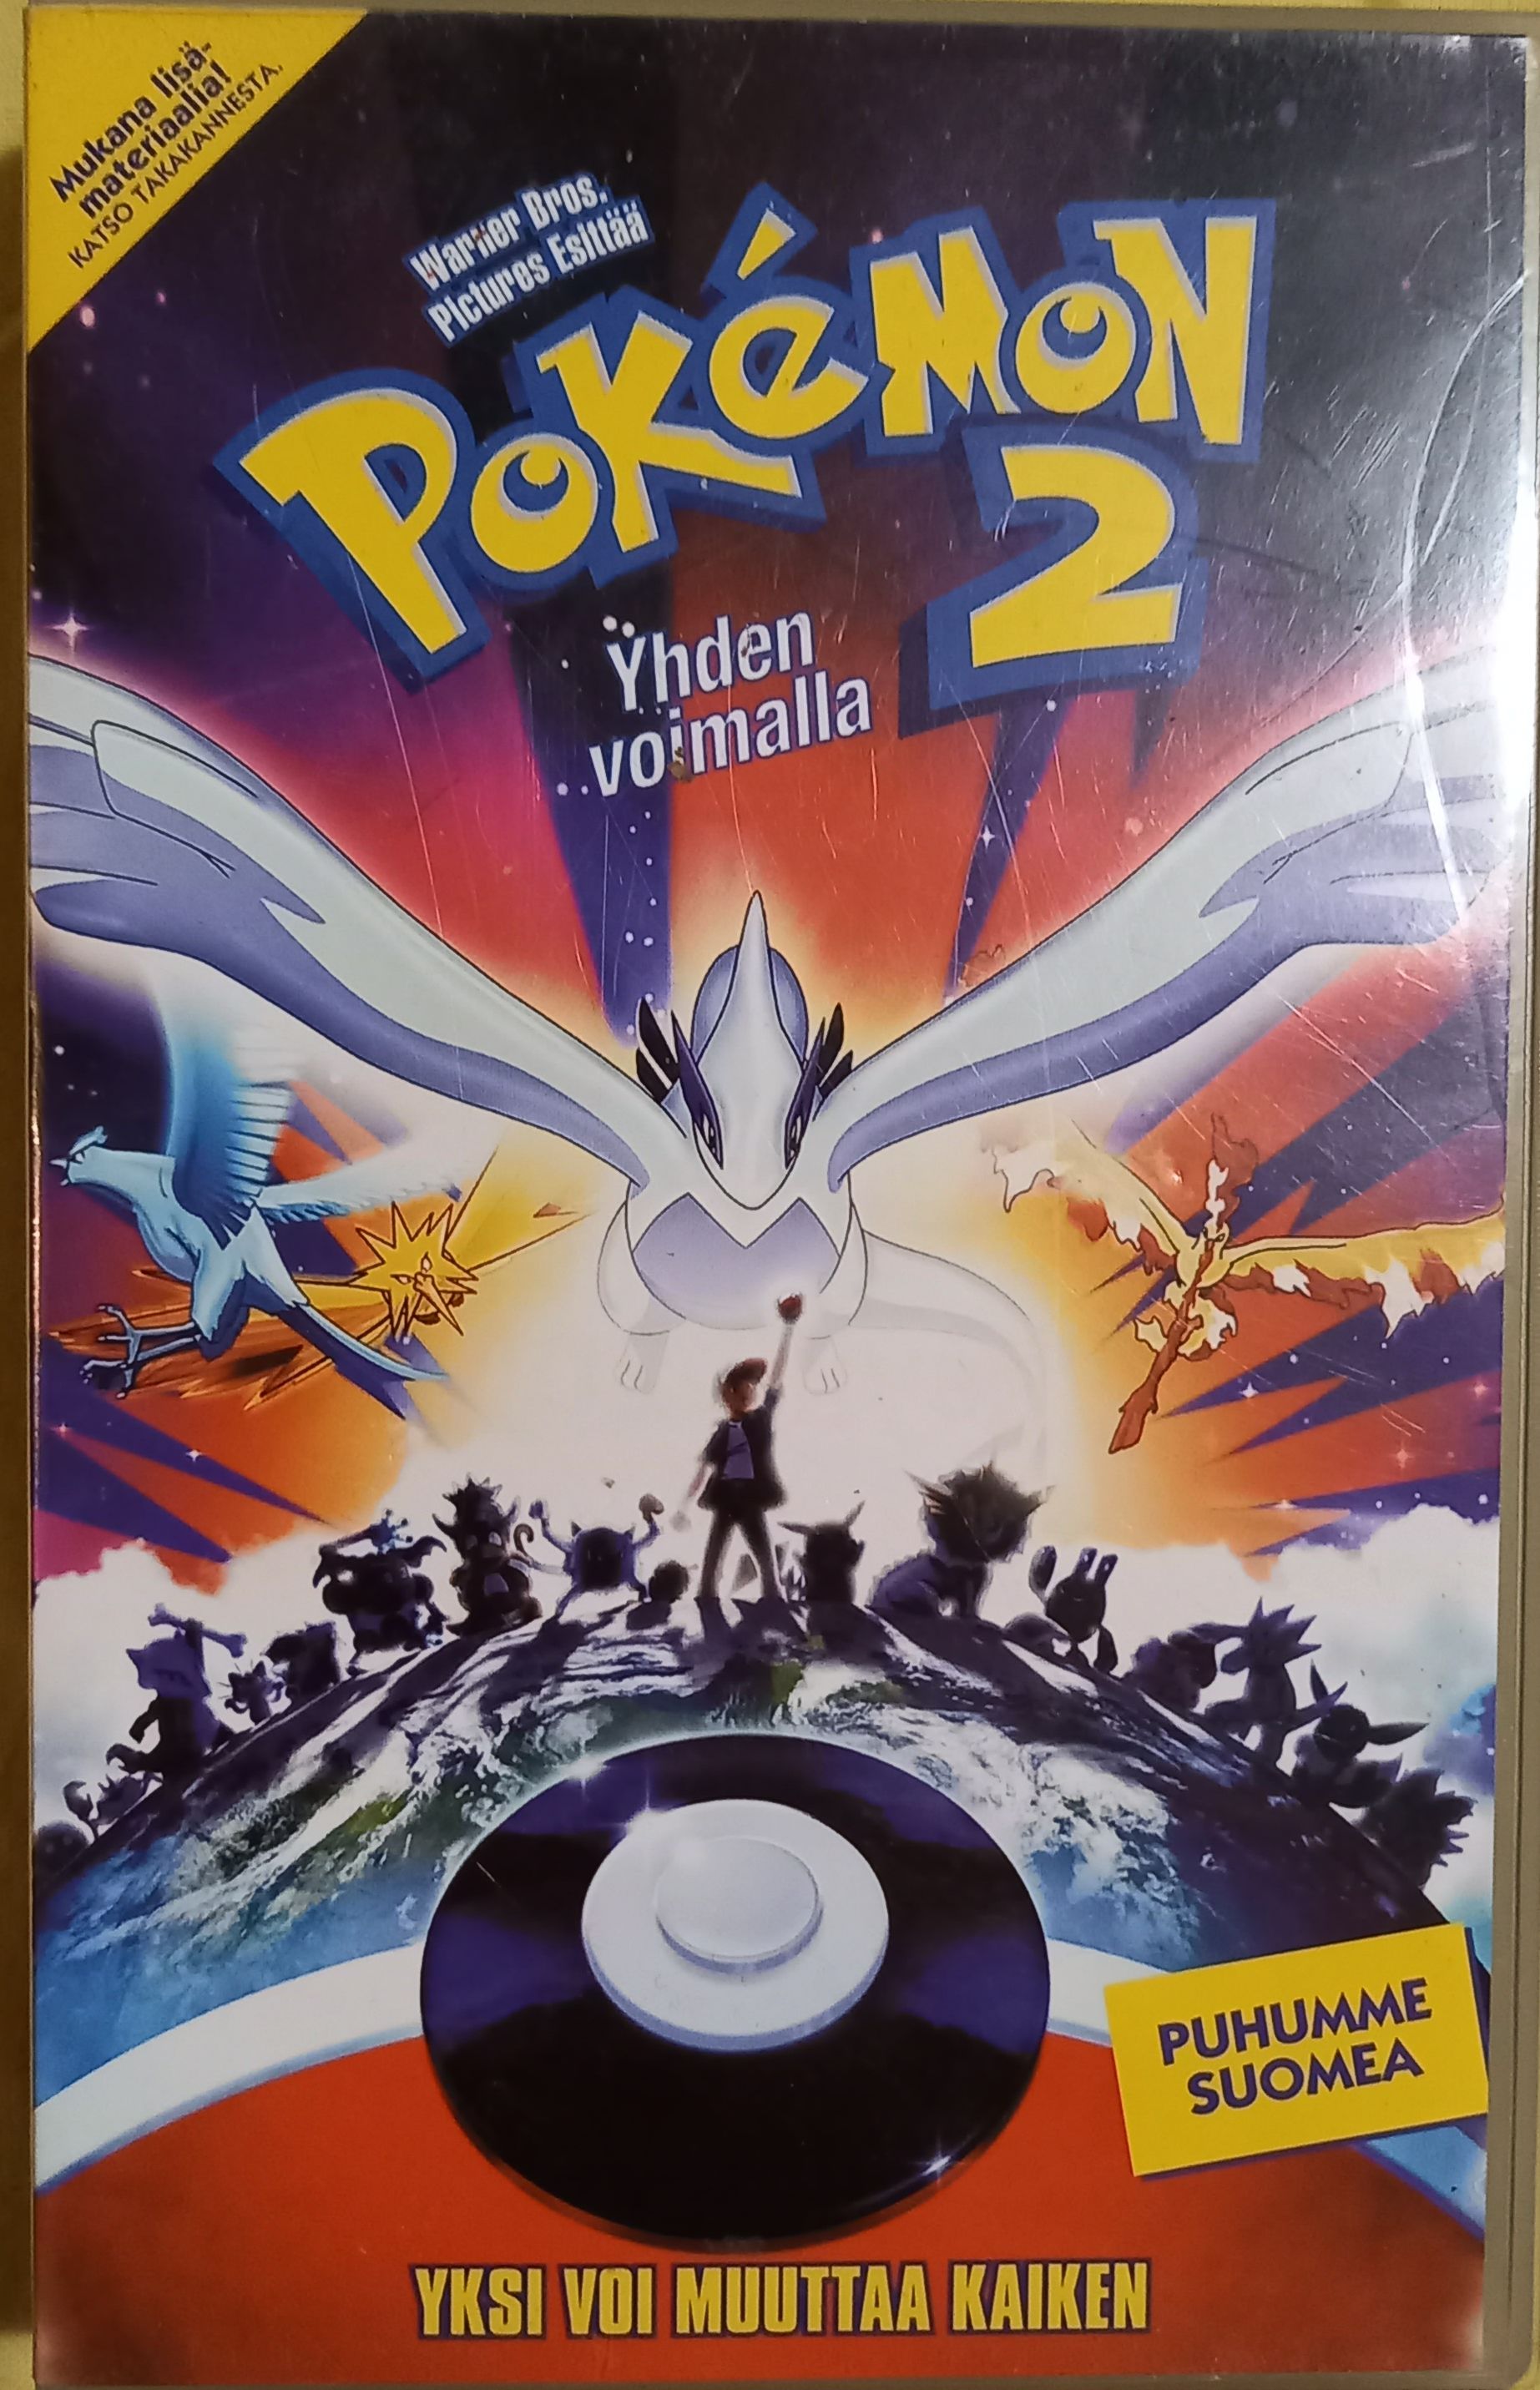 Mukana lisä-
materiaalia!
KATSO TAKAKANNESTA.
Warner Bros.
Pictures Esittää
POKéMON
2
Yhden
voimalla
PUHUMME
SUOMEA
YKSI VOI MUUTTAA KAIKEN